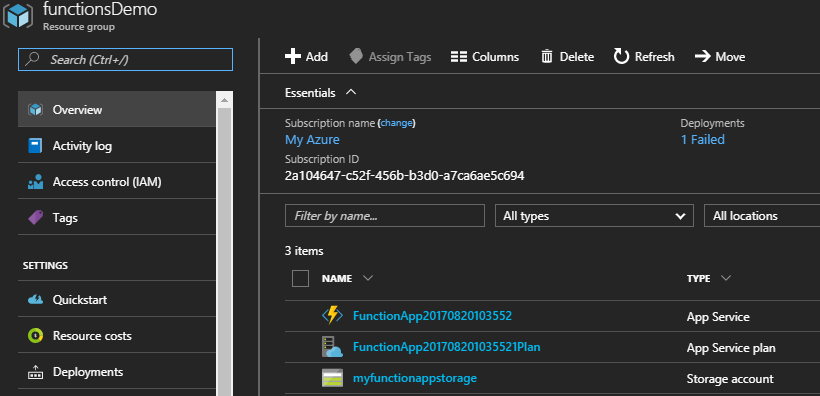 functionsDemo
Resource group
Search (Ctrl+/)
Add
Assign Tags
Columns
Delete
Refresh
Move
Overview
Activity log
Access control (IAM)
Tags
SETTINGS
Quickstart
Resource costs
Deployments
Essentials
Subscription name (change)
Deployments
My Azure
1 Failed
Subscription ID
2a104647-c52f-456b-b3d0-a7ca6ae5c694
Filter by name...
All types
All locations
3 items
NAME
TYPE
FunctionApp20170820103552
App Service
FunctionApp201708201035521Plan
App Service plan
myfunctionappstorage
Storage account